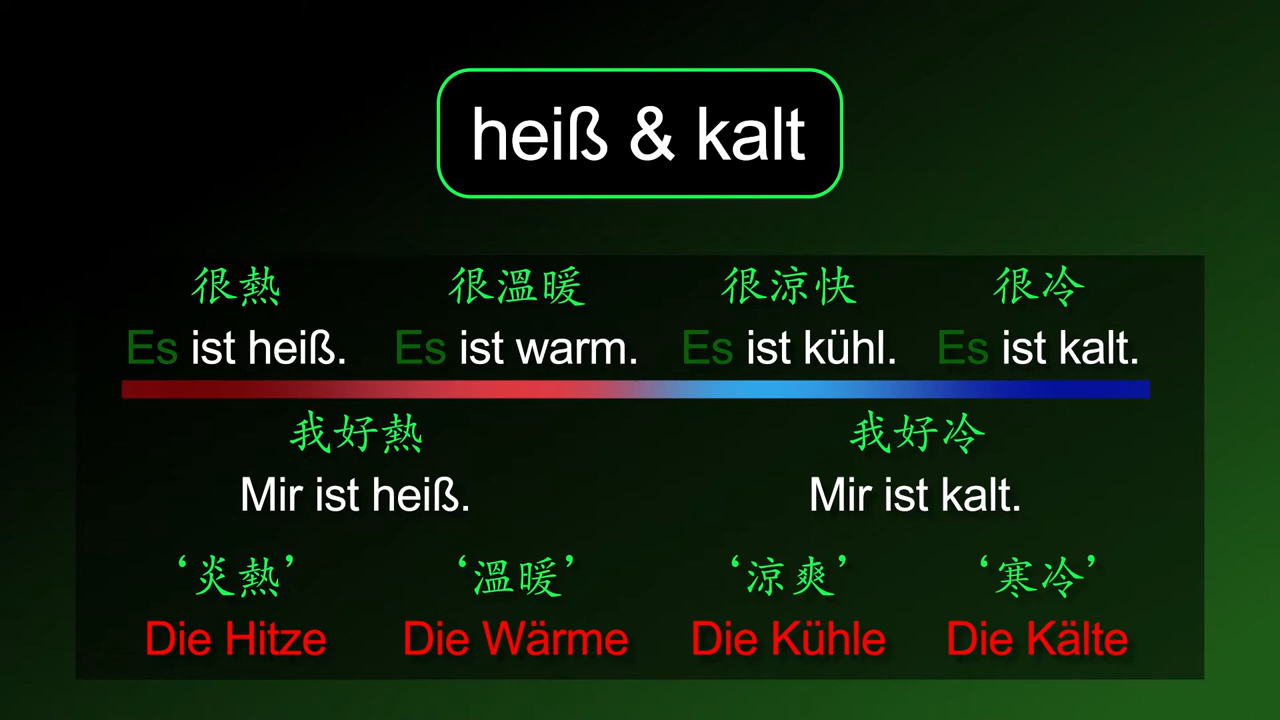 heiß & kalt
很熱 很溫暖 很涼快 很冷
Es ist heiß. Es ist warm. Es ist kühl. Es ist kalt.
我好熱 我好冷
Mir ist heiß. Mir ist kalt.
‘炎熱’ ‘溫暖’ ‘涼爽’ ‘寒冷’
Die Hitze Die Wärme Die Kühle Die Kälte